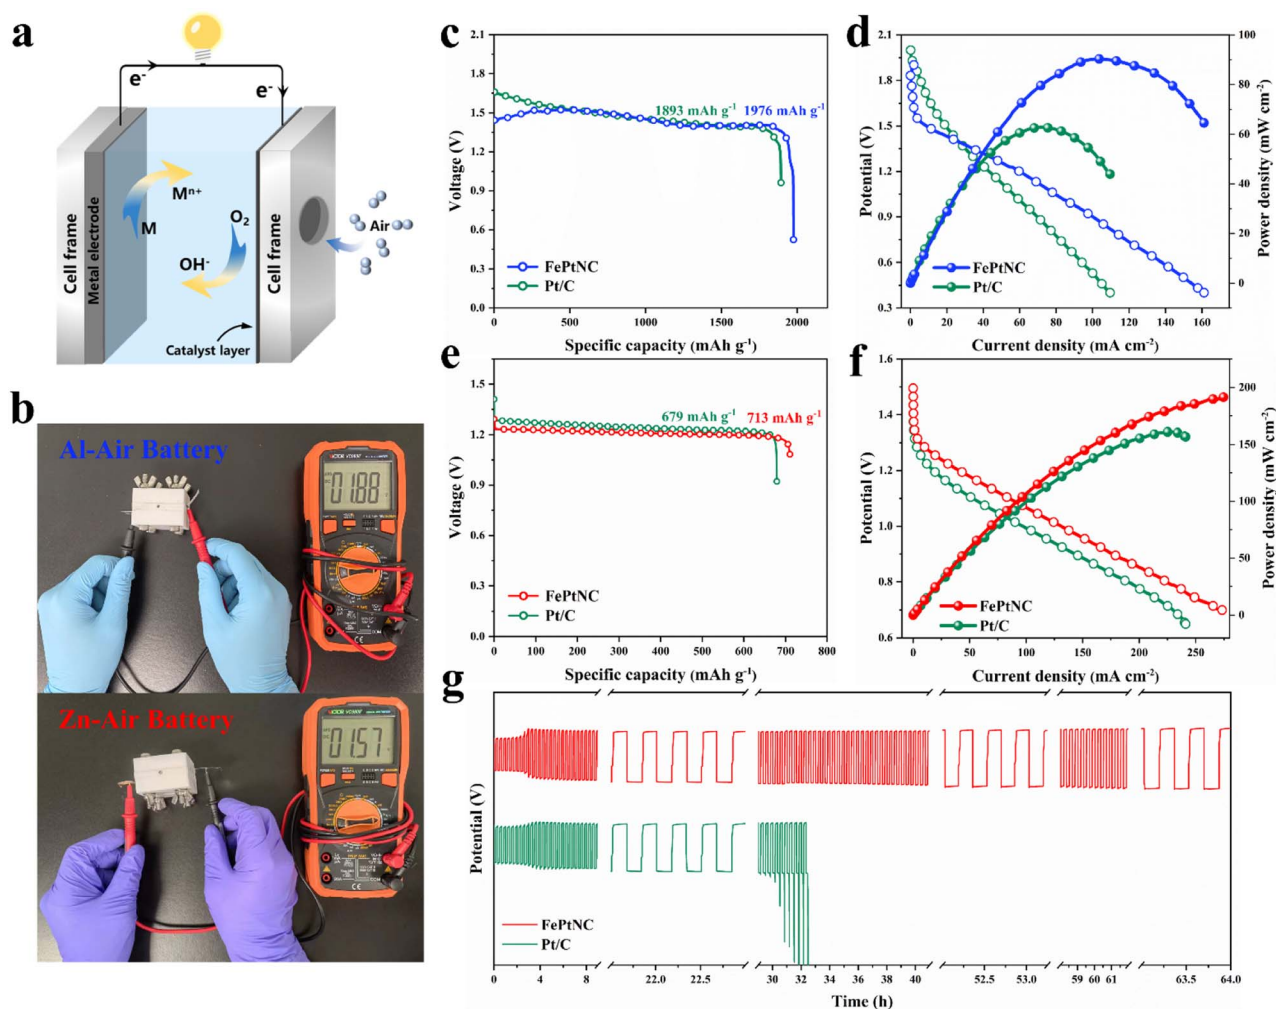 a
e⁻
e⁻
Cell frame
Metal electrode
Mⁿ⁺
M
O₂
OH⁻
Cell frame
Air
Catalyst layer
b
Al-Air Battery
01.88
COM
CE
Zn-Air Battery
01.57
COM
CE
c
2.1
1.8
1.5
1.2
0.9
0.6
0.3
0.0
Voltage (V)
1893 mAh g⁻¹
1976 mAh g⁻¹
FePtNC
Pt/C
0
500
1000
1500
2000
Specific capacity (mAh g⁻¹)
d
2.1
1.8
1.5
1.2
0.9
0.6
0.3
Potential (V)
100
80
60
40
20
0
Power density (mW cm⁻²)
FePtNC
Pt/C
0 20 40 60 80 100 120 140 160
Current density (mA cm⁻²)
e
1.5
1.2
0.9
0.6
0.3
0.0
Voltage (V)
679 mAh g⁻¹
713 mAh g⁻¹
FePtNC
Pt/C
0 100 200 300 400 500 600 700 800
Specific capacity (mAh g⁻¹)
f
1.6
1.4
1.2
1.0
0.8
0.6
Potential (V)
200
150
100
50
0
Power density (mW cm⁻²)
FePtNC
Pt/C
0 50 100 150 200 250
Current density (mA cm⁻²)
g
Potential (V)
FePtNC
Pt/C
0 4 8 22.0 22.5 30 32 34 36 38 40 52.5 53.0 59 60 61 63.5 64.0
Time (h)